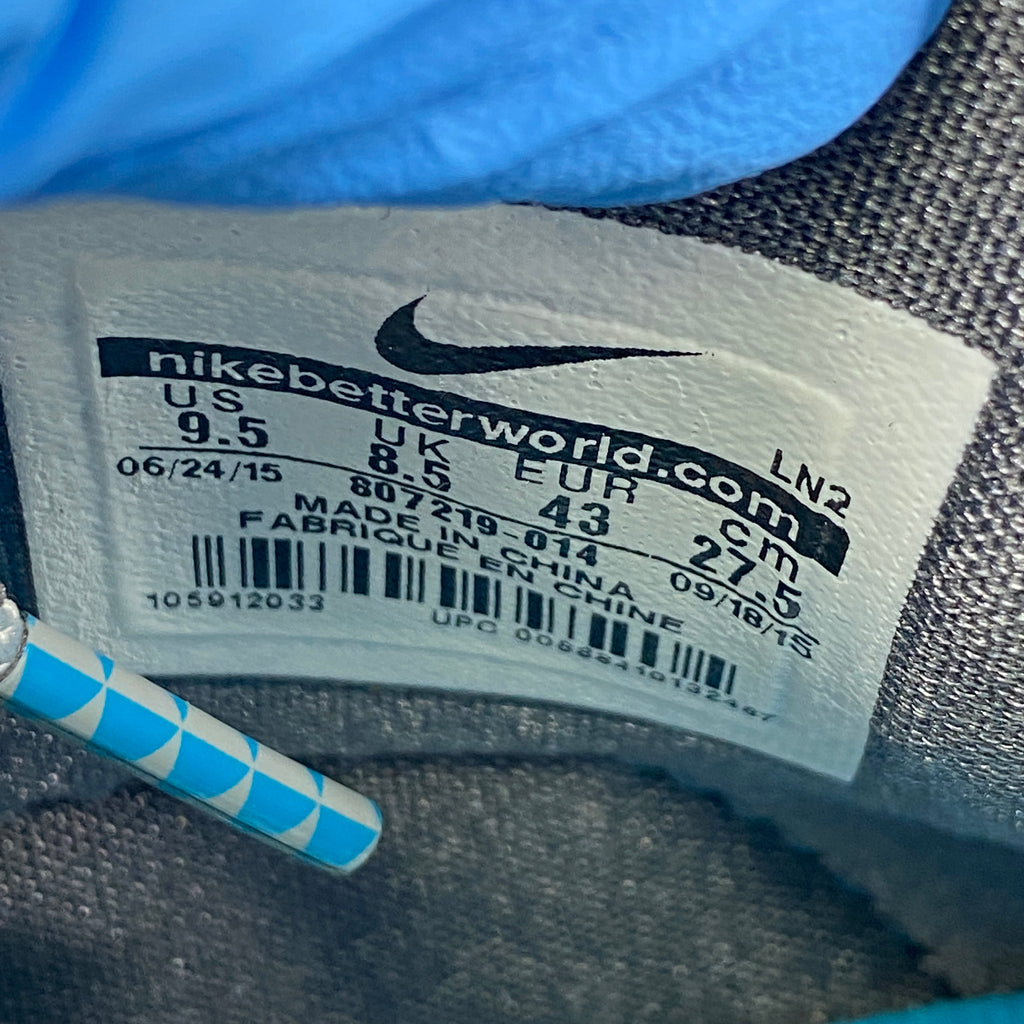 nikebetterworld.com
LN2
US UK EUR cm
9.5 8.5 43 27.5
06/24/15 807219-014 09/18/15
MADE IN CHINA
FABRIQUE EN CHINE
105912033
UPC